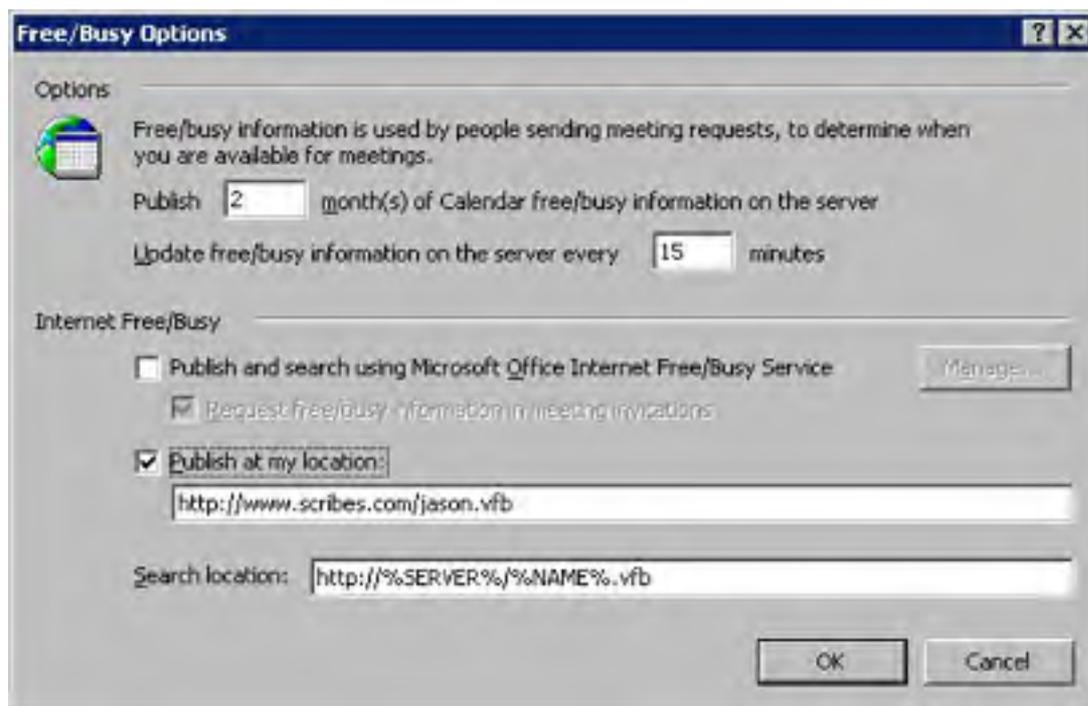 Free/Busy Options
Options
Free/busy information is used by people sending meeting requests, to determine when
you are available for meetings.
Publish 2 month(s) of Calendar free/busy information on the server
Update free/busy information on the server every 15 minutes
Internet Free/Busy
Publish and search using Microsoft Office Internet Free/Busy Service Manage...
Request free/busy information in meeting invitations
Publish at my location:
http://www.scribes.com/jason.vfb
Search location: http://%SERVER%/%NAME%.vfb
OK Cancel